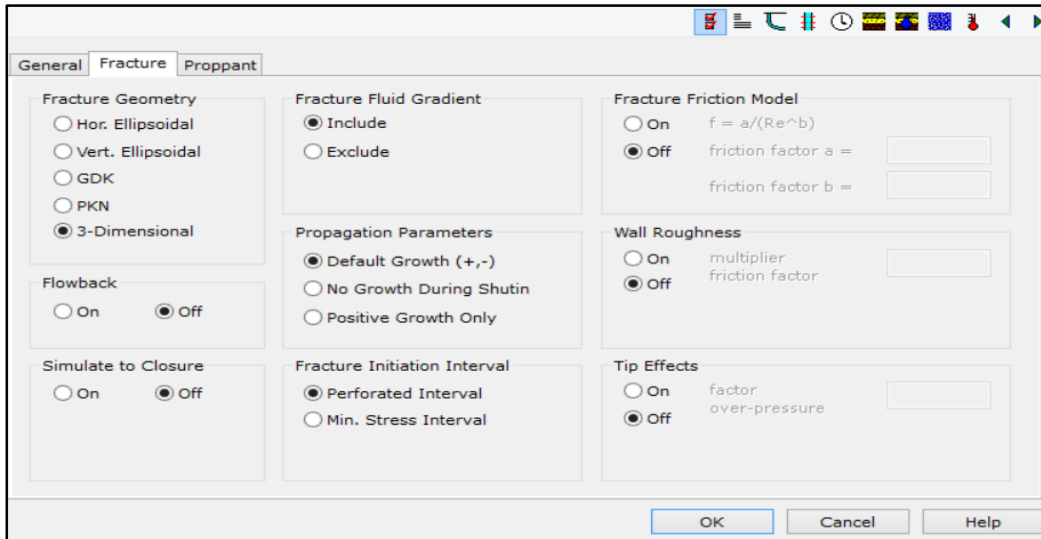 General Fracture Proppant
Fracture Geometry
Hor. Ellipsoidal
Vert. Ellipsoidal
GDK
PKN
3-Dimensional
Flowback
On Off
Simulate to Closure
On Off
Fracture Fluid Gradient
Include
Exclude
Propagation Parameters
Default Growth (+,-)
No Growth During Shutin
Positive Growth Only
Fracture Initiation Interval
Perforated Interval
Min. Stress Interval
Fracture Friction Model
On f = a/(Re^b)
Off friction factor a =
friction factor b =
Wall Roughness
On multiplier
Off friction factor
Tip Effects
On factor
Off over-pressure
OK Cancel Help